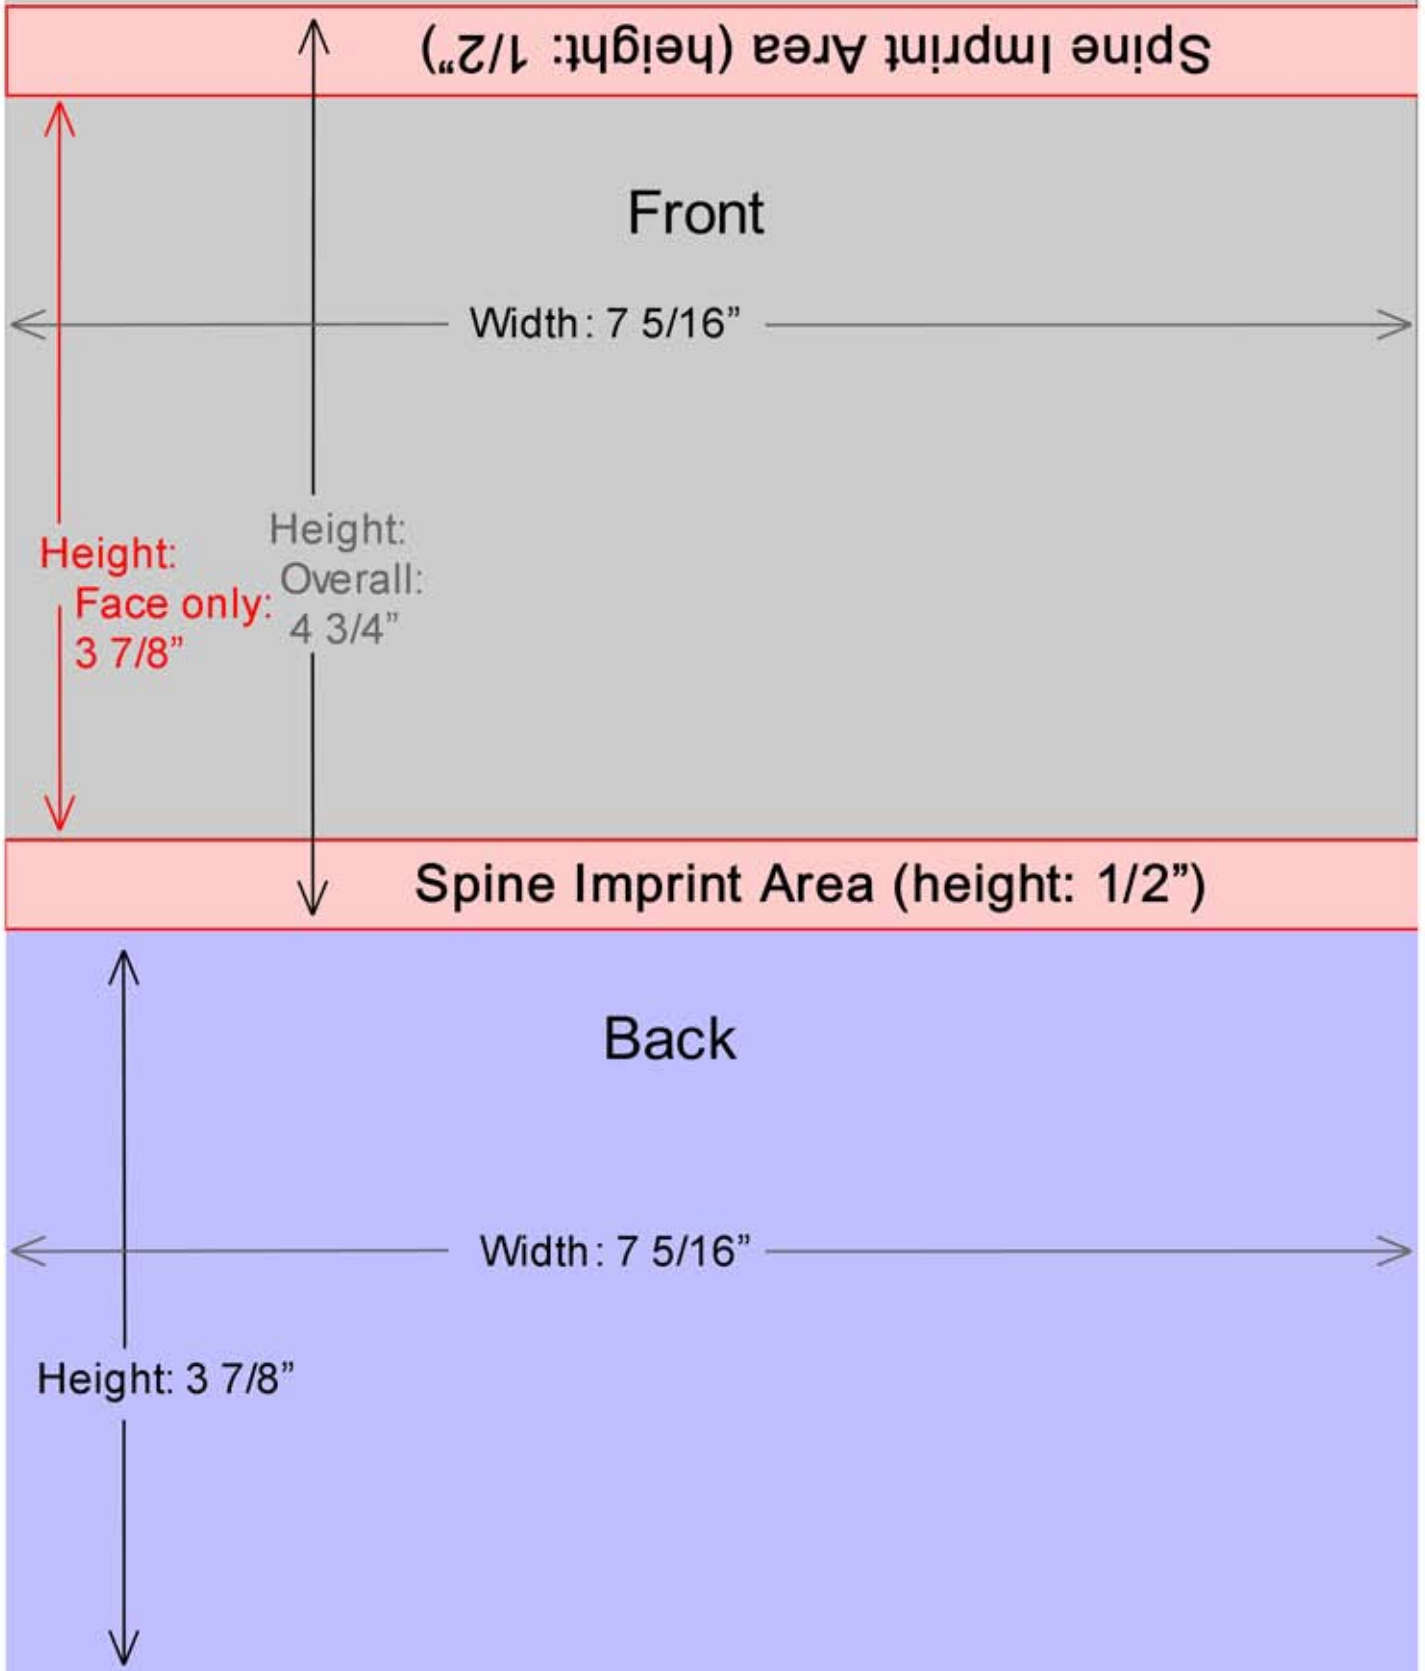 Spine Imprint Area (height: 1/2”)
Front
Width: 7 5/16”
Height:
Face only:
3 7/8”
Height:
Overall:
4 3/4”
Spine Imprint Area (height: 1/2”)
Back
Width: 7 5/16”
Height: 3 7/8”